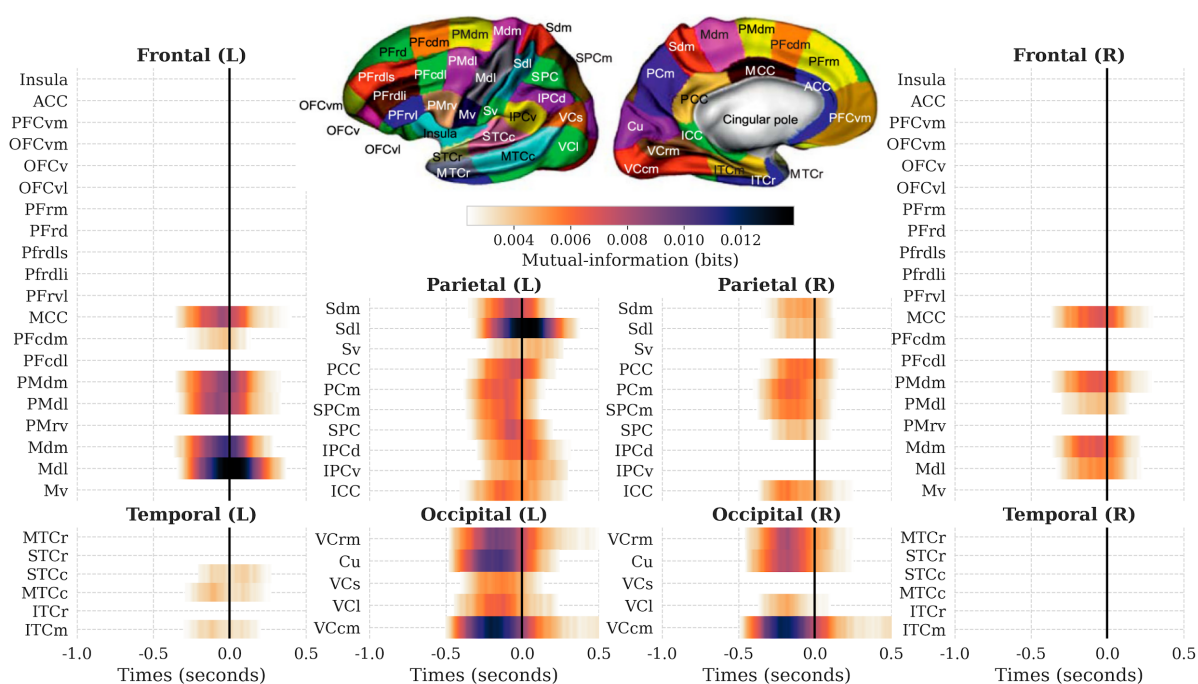 Frontal (L)
Insula
ACC
PFCvm
OFCvm
OFCv
OFCvl
PFrm
PFrd
Pfrdls
Pfrdli
PFrvl
MCC
PFcdm
PFcdl
PMdm
PMdl
PMrv
Mdm
Mdl
Mv
Temporal (L)
MTCr
STCr
STCc
MTCc
ITCr
ITCm
-1.0 -0.5 0.0 0.5
Times (seconds)
PFrd
PFcdm
PMdm
Mdm
Sdm
SPCm
PFrdls
PFcdl
PMdl
Mdl
Sdl
SPC
PFrdli
OFCvm
PFrvl
PMrv
Mv
Sv
IPCd
IPCv
VCs
OFCv
OFCvl
Insula
STCc
VCl
STCr
MTCc
MTCr
Sdm
Mdm
PMdm
PFcdm
PFrm
PCm
MCC
ACC
PCC
Cingular pole
PFCvm
Cu
ICC
VCrm
VCcm
ITCm
ITCr
MTCr
0.004 0.006 0.008 0.010 0.012
Mutual-information (bits)
Parietal (L)
Sdm
Sdl
Sv
PCC
PCm
SPCm
SPC
IPCd
IPCv
ICC
Occipital (L)
VCrm
Cu
VCs
VCl
VCcm
-1.0 -0.5 0.0 0.5
Times (seconds)
Parietal (R)
Sdm
Sdl
Sv
PCC
PCm
SPCm
SPC
IPCd
IPCv
ICC
Occipital (R)
VCrm
Cu
VCs
VCl
VCcm
-1.0 -0.5 0.0 0.5
Times (seconds)
Frontal (R)
Insula
ACC
PFCvm
OFCvm
OFCv
OFCvl
PFrm
PFrd
Pfrdls
Pfrdli
PFrvl
MCC
PFcdm
PFcdl
PMdm
PMdl
PMrv
Mdm
Mdl
Mv
Temporal (R)
MTCr
STCr
STCc
MTCc
ITCr
ITCm
-1.0 -0.5 0.0 0.5
Times (seconds)